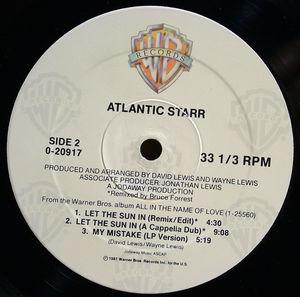 WB
RECORDS
ATLANTIC STARR
SIDE 2
0-20917
33 1/3 RPM
PRODUCED AND ARRANGED BY DAVID LEWIS AND WAYNE LEWIS
ASSOCIATE PRODUCER: JONATHAN LEWIS
A JODAWAY PRODUCTION
*Remixed by Bruce Forrest
From the Warner Bros. album ALL IN THE NAME OF LOVE (1-25560)
1. LET THE SUN IN (Remix/Edit)* 4:30
2. LET THE SUN IN (A Cappella Dub)* 9:08
3. MY MISTAKE (LP Version) 5:19
(David Lewis/Wayne Lewis)
Jodaway Music ASCAP
℗1987 Warner Bros. Records Inc. for the U.S.